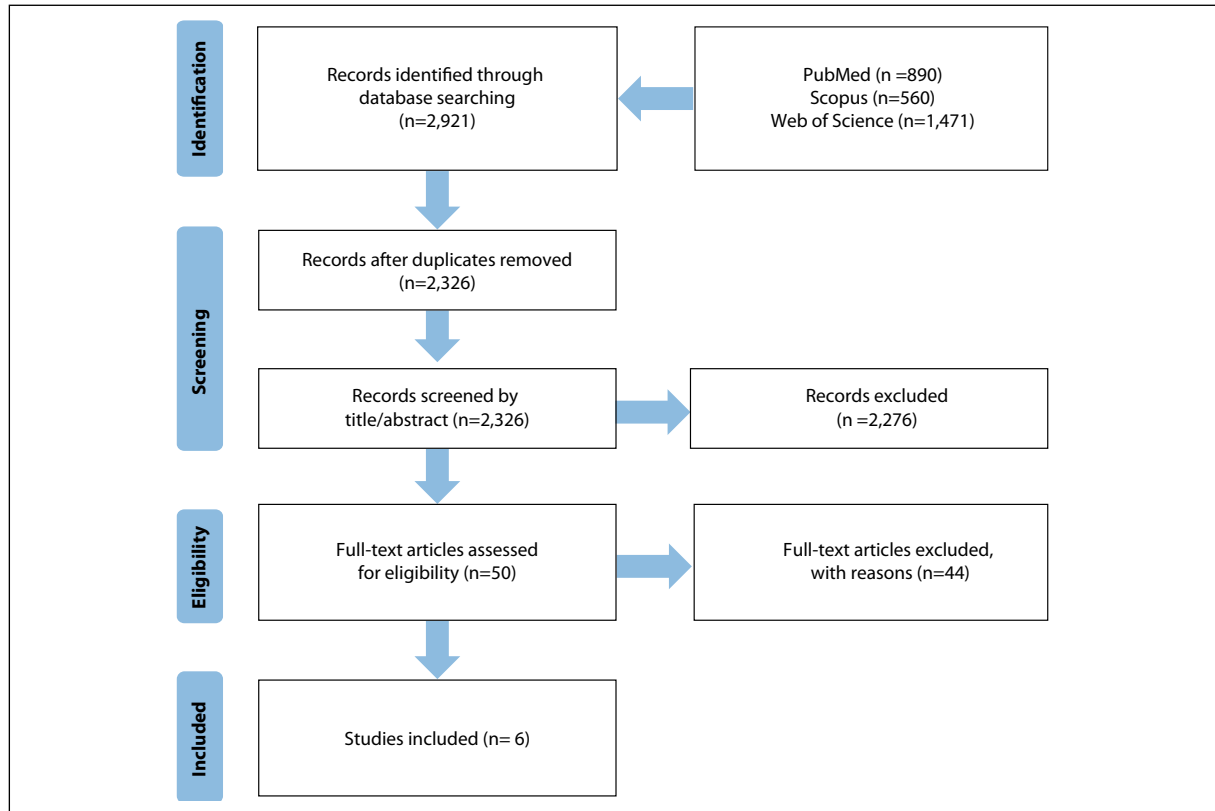 Identification
Records identified through
database searching
(n=2,921)
PubMed (n =890)
Scopus (n=560)
Web of Science (n=1,471)
Screening
Records after duplicates removed
(n=2,326)
Records screened by
title/abstract (n=2,326)
Records excluded
(n =2,276)
Eligibility
Full-text articles assessed
for eligibility (n=50)
Full-text articles excluded,
with reasons (n=44)
Included
Studies included (n= 6)